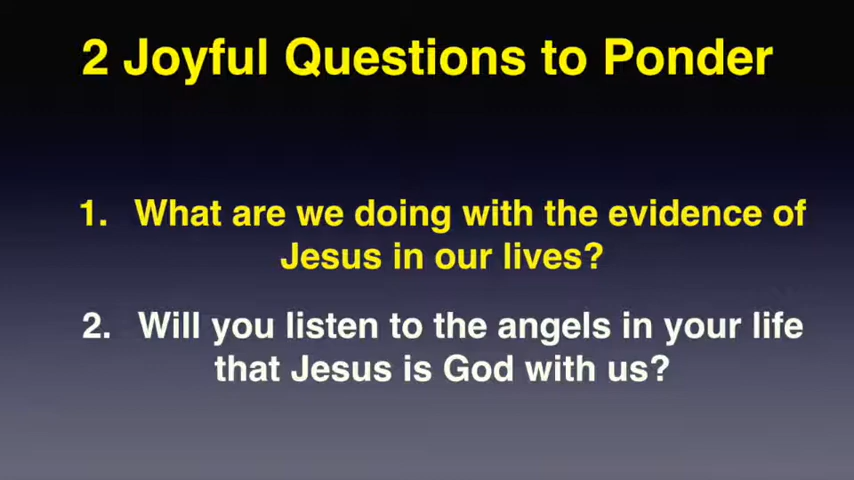 2 Joyful Questions to Ponder
1. What are we doing with the evidence of
Jesus in our lives?
2. Will you listen to the angels in your life
that Jesus is God with us?